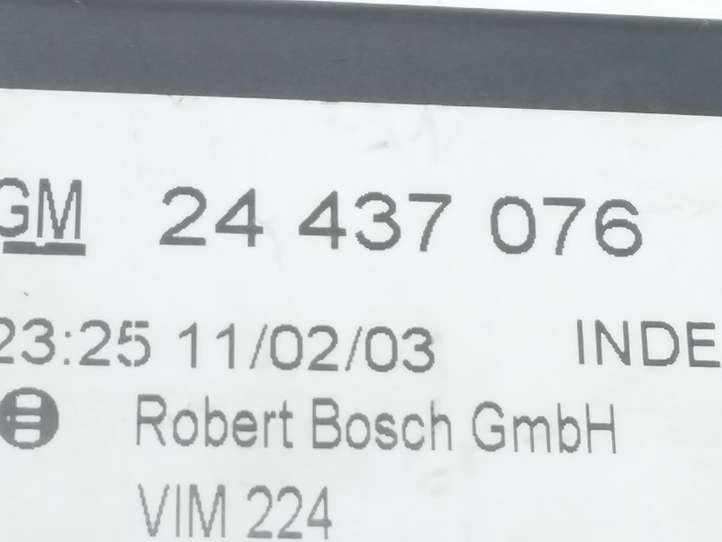 GM 24 437 076
23:25 11/02/03 INDE
Robert Bosch GmbH
VIM 224